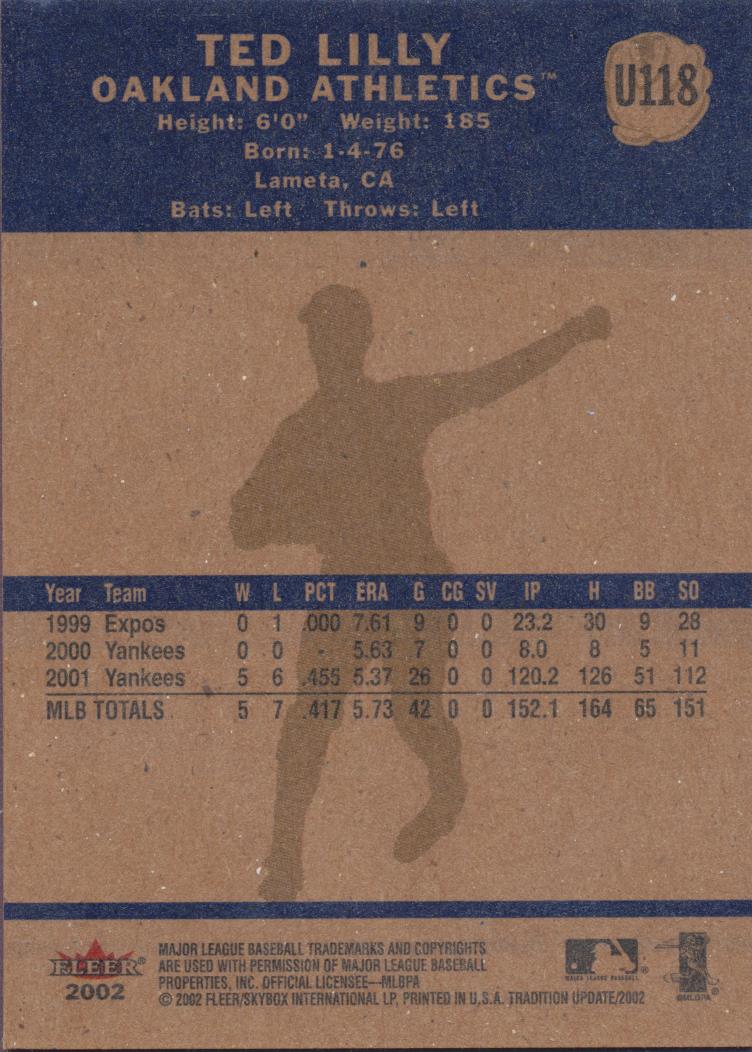 TED LILLY
OAKLAND ATHLETICS™
U118
Height: 6'0" Weight: 185
Born: 1-4-76
Lameta, CA
Bats: Left Throws: Left
Year Team W L PCT ERA G CG SV IP H BB SO
1999 Expos 0 1 .000 7.61 9 0 0 23.2 30 9 28
2000 Yankees 0 0 - 5.63 7 0 0 8.0 8 5 11
2001 Yankees 5 6 .455 5.37 26 0 0 120.2 126 51 112
MLB TOTALS 5 7 .417 5.73 42 0 0 152.1 164 65 151
FLEER®
2002
MAJOR LEAGUE BASEBALL TRADEMARKS AND COPYRIGHTS
ARE USED WITH PERMISSION OF MAJOR LEAGUE BASEBALL
PROPERTIES, INC. OFFICIAL LICENSEE—MLBPA
© 2002 FLEER/SKYBOX INTERNATIONAL LP. PRINTED IN U.S.A. TRADITION UPDATE/2002
MAJOR LEAGUE BASEBALL ®
©MLBPA